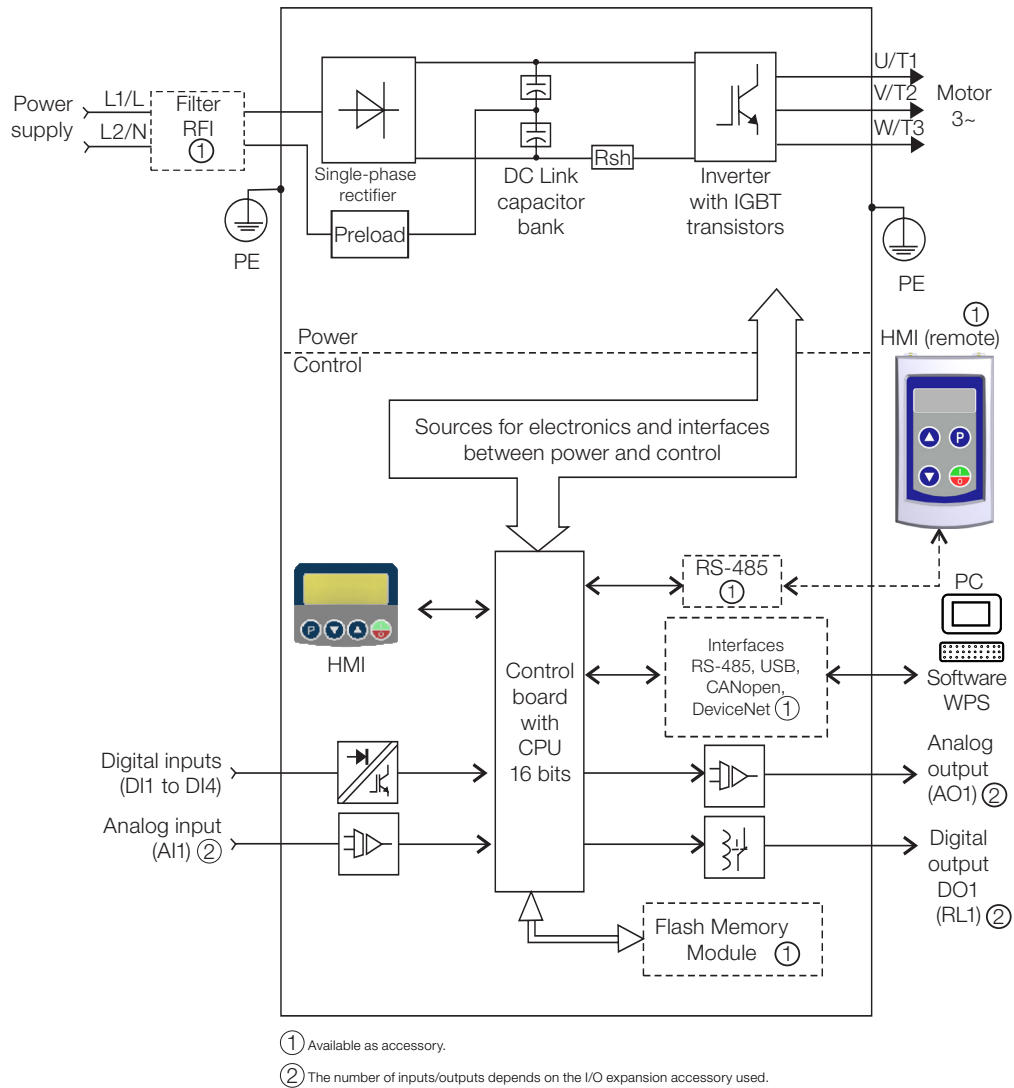 Power
supply
L1/L
L2/N
Filter
RFI
①
Single-phase
rectifier
Preload
DC Link
capacitor
bank
Rsh
Inverter
with IGBT
transistors
U/T1
V/T2
W/T3
Motor
3~
PE
PE
Power
Control
①
HMI (remote)
P
I
0
Sources for electronics and interfaces
between power and control
P
I
0
HMI
Control
board
with
CPU
16 bits
RS-485
①
Interfaces
RS-485, USB,
CANopen,
DeviceNet ①
PC
Software
WPS
Digital inputs
(DI1 to DI4)
Analog input
(AI1) ②
Analog
output
(AO1) ②
Digital
output
DO1
(RL1) ②
Flash Memory
Module ①
① Available as accessory.
② The number of inputs/outputs depends on the I/O expansion accessory used.